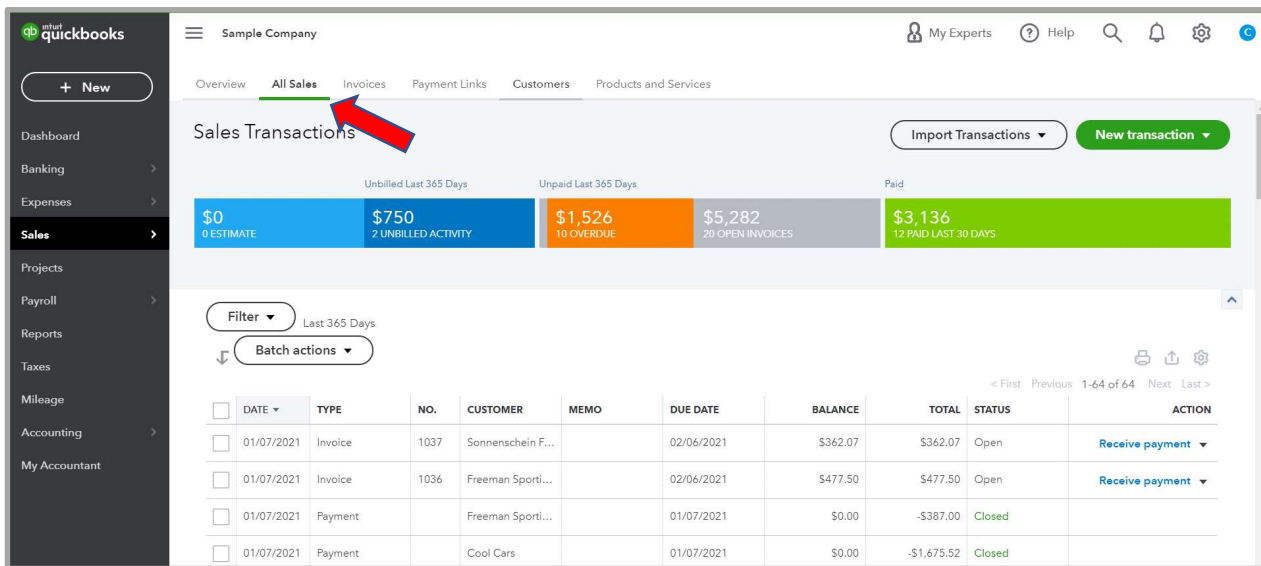 qb intuit quickbooks
Sample Company
My Experts
? Help
C
+ New
Overview All Sales Invoices Payment Links Customers Products and Services
Dashboard
Banking
Expenses
Sales
Projects
Payroll
Reports
Taxes
Mileage
Accounting
My Accountant
Sales Transactions
Import Transactions
New transaction
Unbilled Last 365 Days Unpaid Last 365 Days Paid
$0 $750 $1,526 $5,282 $3,136
0 ESTIMATE 2 UNBILLED ACTIVITY 10 OVERDUE 20 OPEN INVOICES 12 PAID LAST 30 DAYS
Filter Last 365 Days
Batch actions
< First Previous 1-64 of 64 Next Last >
DATE TYPE NO. CUSTOMER MEMO DUE DATE BALANCE TOTAL STATUS ACTION
01/07/2021 Invoice 1037 Sonnenschein F... 02/06/2021 $362.07 $362.07 Open Receive payment
01/07/2021 Invoice 1036 Freeman Sporti... 02/06/2021 $477.50 $477.50 Open Receive payment
01/07/2021 Payment Freeman Sporti... 01/07/2021 $0.00 -$387.00 Closed
01/07/2021 Payment Cool Cars 01/07/2021 $0.00 -$1,675.52 Closed